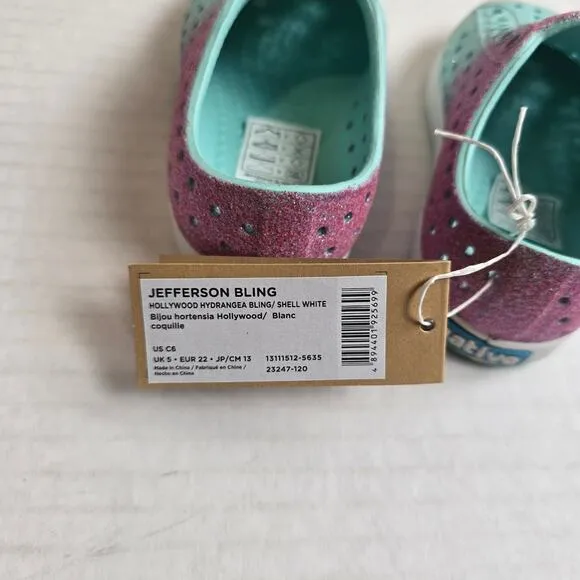 JEFFERSON BLING
HOLLYWOOD HYDRANGEA BLING/ SHELL WHITE
Bijou hortensia Hollywood/ Blanc
coquille
US C6
UK 5 • EUR 22 • JP/CM 13
Made in China / Fabriqué en Chine /
Hecho en China
13111512-5635
23247-120
4 894401 925699
native